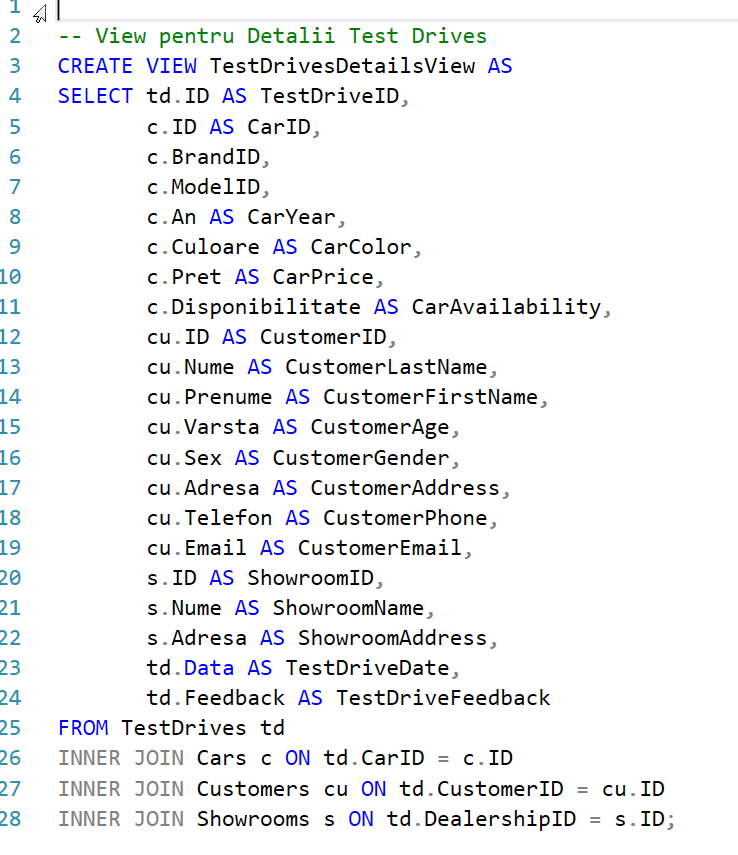 1
2 -- View pentru Detalii Test Drives
3 CREATE VIEW TestDrivesDetailsView AS
4 SELECT td.ID AS TestDriveID,
5 c.ID AS CarID,
6 c.BrandID,
7 c.ModelID,
8 c.An AS CarYear,
9 c.Culoare AS CarColor,
10 c.Pret AS CarPrice,
11 c.Disponibilitate AS CarAvailability,
12 cu.ID AS CustomerID,
13 cu.Nume AS CustomerLastName,
14 cu.Prenume AS CustomerFirstName,
15 cu.Varsta AS CustomerAge,
16 cu.Sex AS CustomerGender,
17 cu.Adresa AS CustomerAddress,
18 cu.Telefon AS CustomerPhone,
19 cu.Email AS CustomerEmail,
20 s.ID AS ShowroomID,
21 s.Nume AS ShowroomName,
22 s.Adresa AS ShowroomAddress,
23 td.Data AS TestDriveDate,
24 td.Feedback AS TestDriveFeedback
25 FROM TestDrives td
26 INNER JOIN Cars c ON td.CarID = c.ID
27 INNER JOIN Customers cu ON td.CustomerID = cu.ID
28 INNER JOIN Showrooms s ON td.DealershipID = s.ID;